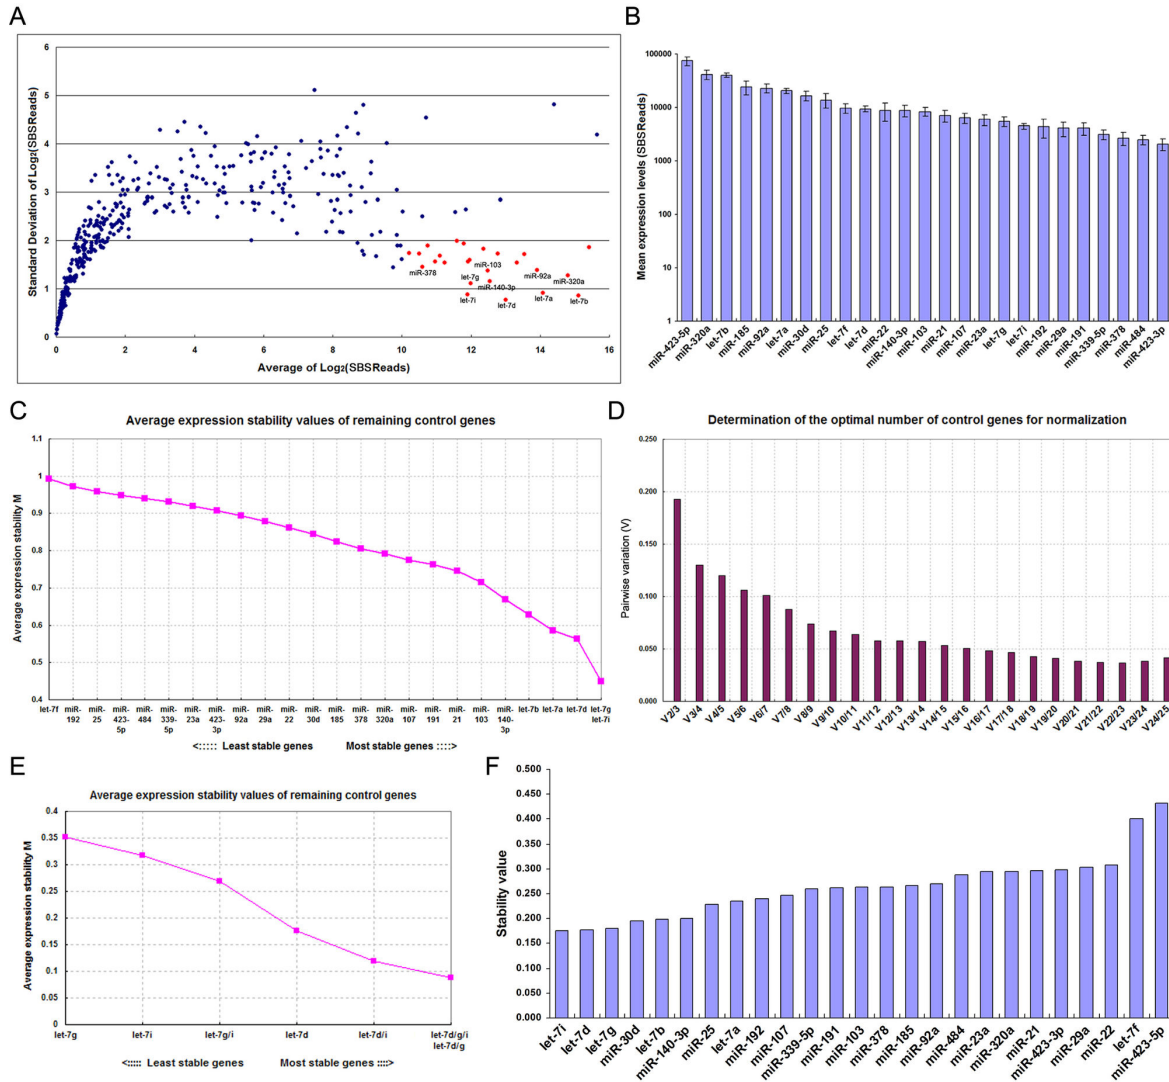 A
6
5
4
3
2
1
0
0 2 4 6 8 10 12 14 16
Standard Deviation of Log2(SBSReads)
Average of Log2(SBSReads)
miR-378
miR-103
let-7g
miR-140-3p
let-7i
let-7d
miR-92a
miR-320a
let-7a
let-7b
B
100000
10000
1000
100
10
1
Mean expression levels (SBSReads)
miR-423-5p
miR-320a
let-7b
miR-185
miR-92a
let-7a
miR-30d
miR-25
let-7f
let-7d
miR-22
miR-140-3p
miR-103
miR-21
miR-107
miR-23a
let-7g
let-7i
miR-192
miR-29a
miR-191
miR-339-5p
miR-378
miR-484
miR-423-3p
C
Average expression stability values of remaining control genes
1.1
1
0.9
0.8
0.7
0.6
0.5
0.4
Average expression stability M
let-7f miR- miR- miR- miR- miR- miR- miR- miR- miR- miR- miR- miR- miR- miR- miR- miR- miR- miR- miR- let-7b let-7a let-7d let-7g
192 25 423- 484 339- 23a 423- 92a 29a 22 30d 185 378 320a 107 191 21 103 140- let-7i
5p 5p 3p 3p
<::::: Least stable genes Most stable genes ::::>
D
Determination of the optimal number of control genes for normalization
0.250
0.200
0.150
0.100
0.050
0.000
Pairwise variation (V)
V2/3
V3/4
V4/5
V5/6
V6/7
V7/8
V8/9
V9/10
V10/11
V11/12
V12/13
V13/14
V14/15
V15/16
V16/17
V17/18
V18/19
V19/20
V20/21
V21/22
V22/23
V23/24
V24/25
E
Average expression stability values of remaining control genes
0.4
0.35
0.3
0.25
0.2
0.15
0.1
0.05
0
Average expression stability M
let-7g let-7i let-7g/i let-7d let-7d/i let-7d/g/i
let-7d/g
<::::: Least stable genes Most stable genes ::::>
F
0.500
0.450
0.400
0.350
0.300
0.250
0.200
0.150
0.100
0.050
0.000
Stability value
let-7i
let-7d
let-7g
miR-30d
let-7b
miR-140-3p
miR-25
let-7a
miR-192
miR-107
miR-339-5p
miR-191
miR-103
miR-378
miR-185
miR-92a
miR-484
miR-23a
miR-320a
miR-21
miR-423-3p
miR-29a
miR-22
let-7f
miR-423-5p